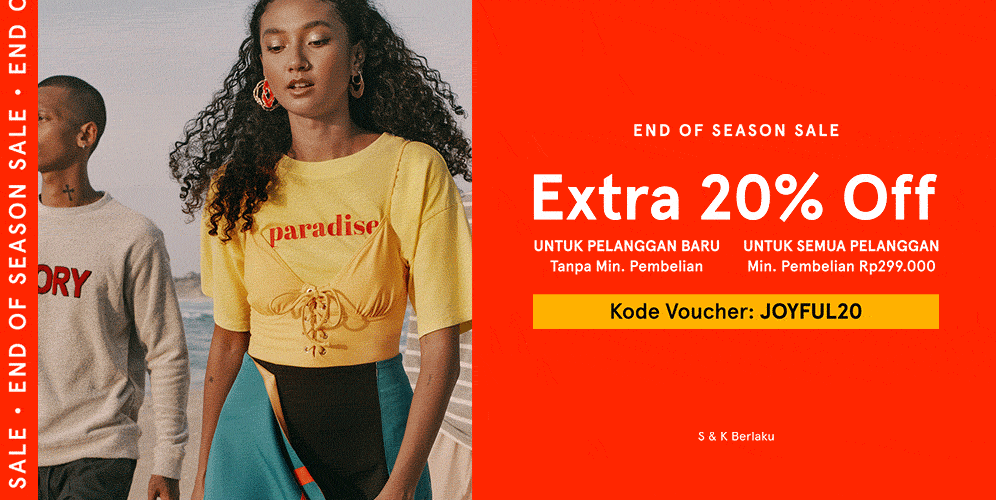 SALE • END OF SEASON SALE • END O
ORY
paradise
END OF SEASON SALE
Extra 20% Off
UNTUK PELANGGAN BARU
Tanpa Min. Pembelian
UNTUK SEMUA PELANGGAN
Min. Pembelian Rp299.000
Kode Voucher: JOYFUL20
S & K Berlaku